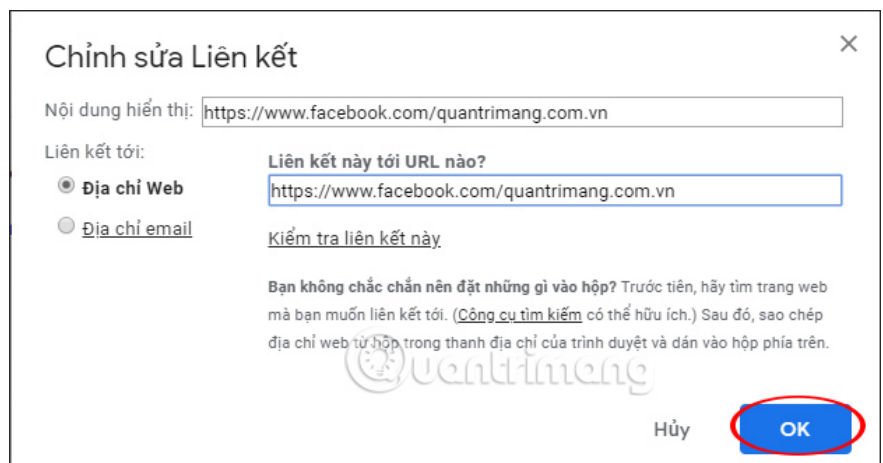 Chỉnh sửa Liên kết
Nội dung hiển thị: https://www.facebook.com/quantrimang.com.vn
Liên kết tới:
Liên kết này tới URL nào?
Địa chỉ Web
https://www.facebook.com/quantrimang.com.vn
Địa chỉ email
Kiểm tra liên kết này
Bạn không chắc chắn nên đặt những gì vào hộp? Trước tiên, hãy tìm trang web
mà bạn muốn liên kết tới. (Công cụ tìm kiếm có thể hữu ích.) Sau đó, sao chép
địa chỉ web từ hộp trong thanh địa chỉ của trình duyệt và dán vào hộp phía trên.
Quantrimang
Hủy
OK